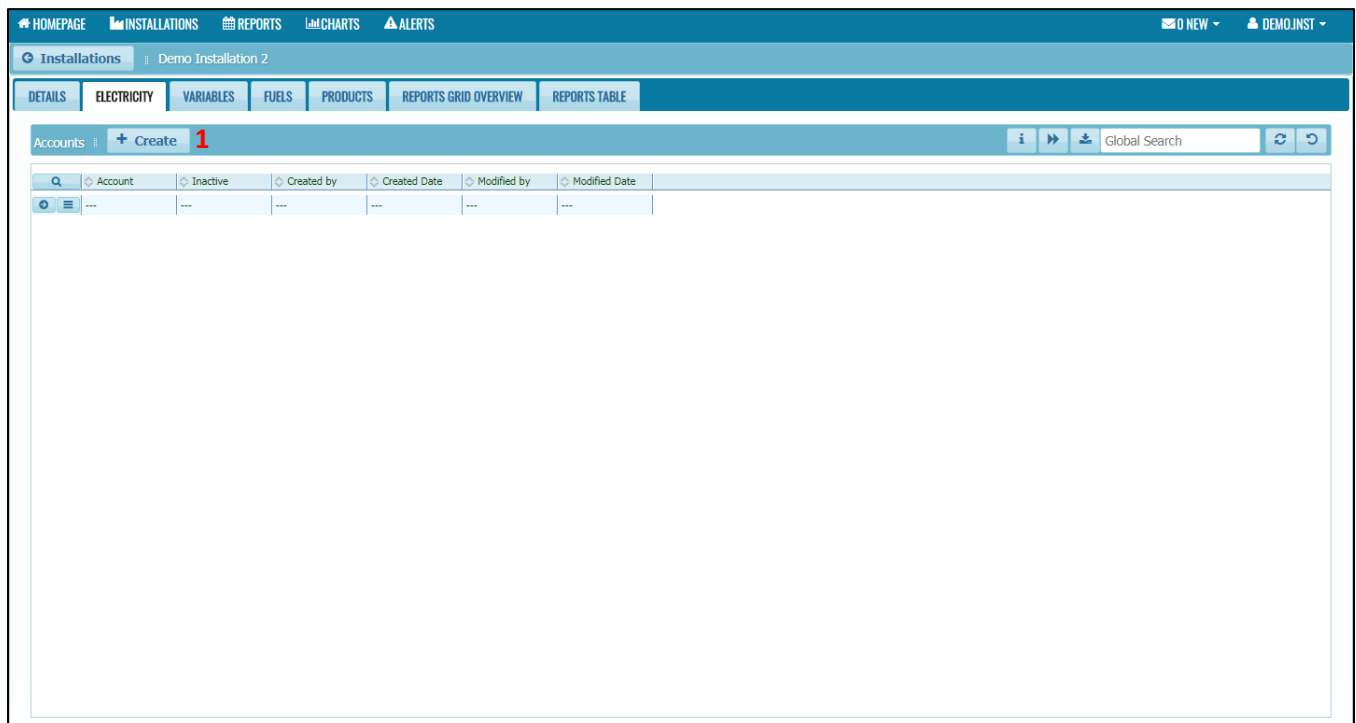 HOMEPAGE INSTALLATIONS REPORTS CHARTS ALERTS 0 NEW DEMO.INST
Installations Demo Installation 2
DETAILS ELECTRICITY VARIABLES FUELS PRODUCTS REPORTS GRID OVERVIEW REPORTS TABLE
Accounts + Create 1 i Global Search
Account Inactive Created by Created Date Modified by Modified Date
--- --- --- --- --- ---